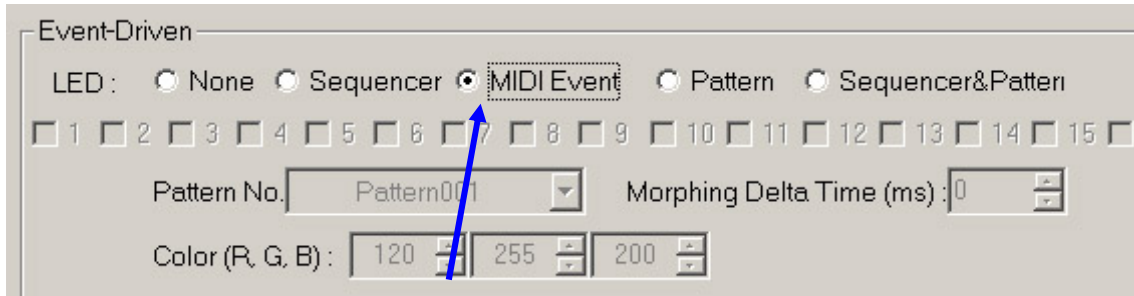 Event-Driven
LED : None Sequencer MIDI Event Pattern Sequencer&Pattern
1 2 3 4 5 6 7 8 9 10 11 12 13 14 15
Pattern No. Pattern001 Morphing Delta Time (ms) : 0
Color (R, G, B) : 120 255 200